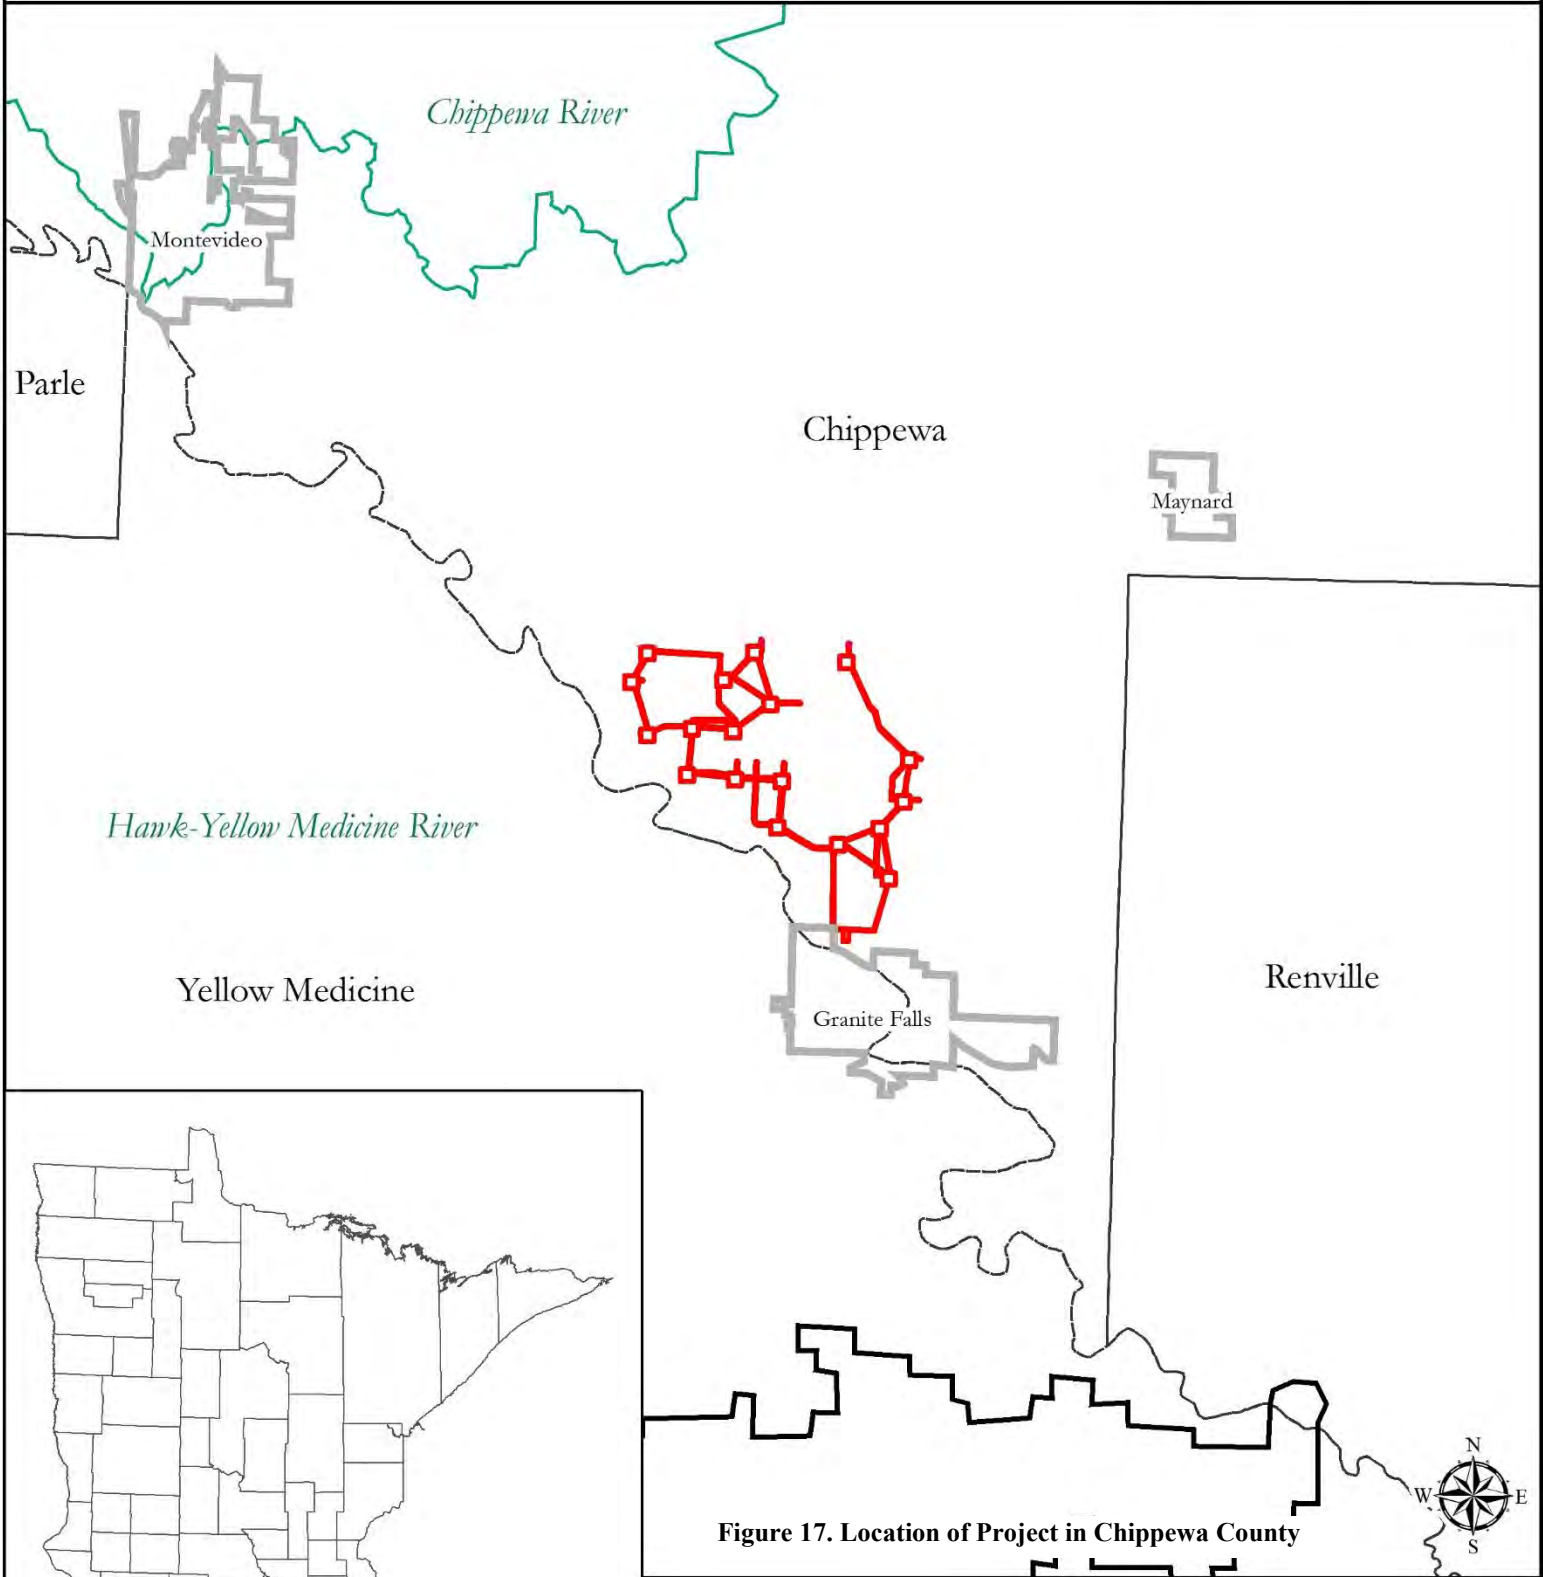 Chippewa River
Montevideo
Parle
Chippewa
Maynard
Hawk-Yellow Medicine River
Yellow Medicine
Renville
Granite Falls
N
W E
S
Figure 17. Location of Project in Chippewa County